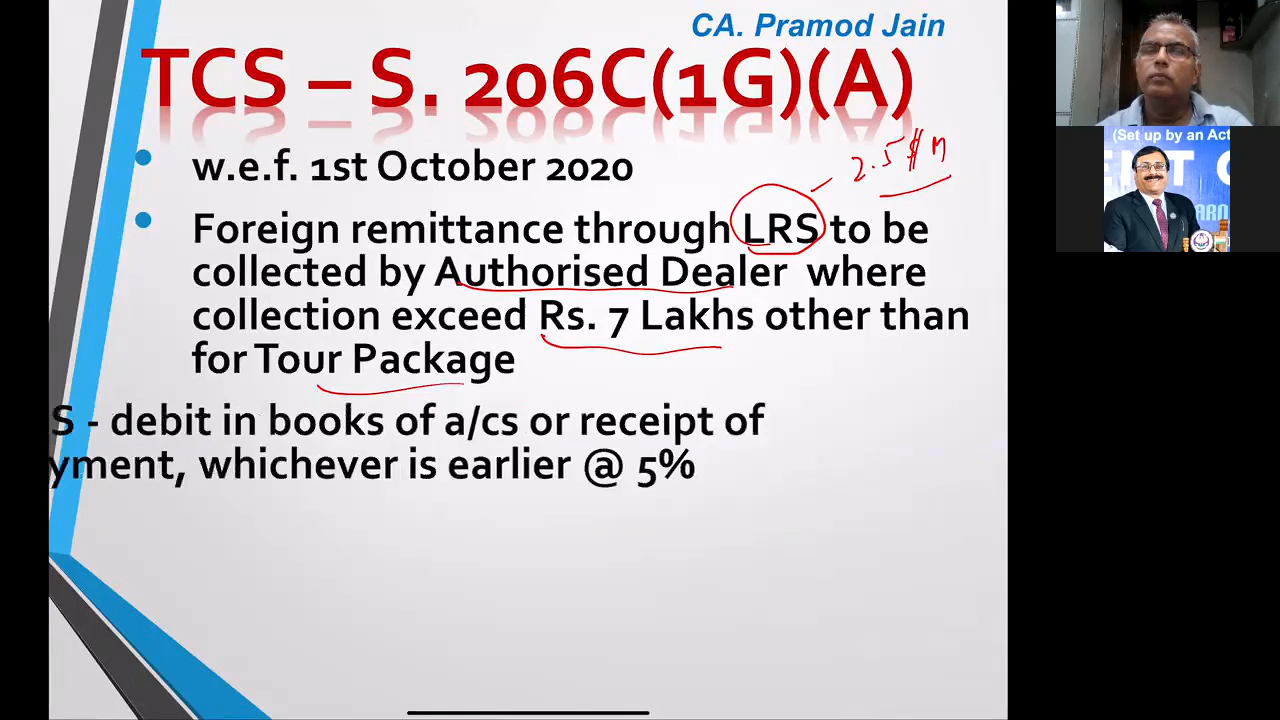 CA. Pramod Jain
TCS – S. 206C(1G)(A)
w.e.f. 1st October 2020
2.5 $ M
Foreign remittance through LRS to be
collected by Authorised Dealer where
collection exceed Rs. 7 Lakhs other than
for Tour Package
S - debit in books of a/cs or receipt of
yment, whichever is earlier @ 5%
(Set up by an Act
ENT O